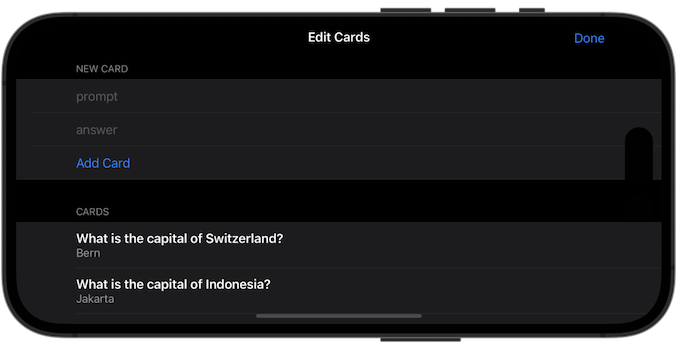 Edit Cards
Done
NEW CARD
prompt
answer
Add Card
CARDS
What is the capital of Switzerland?
Bern
What is the capital of Indonesia?
Jakarta